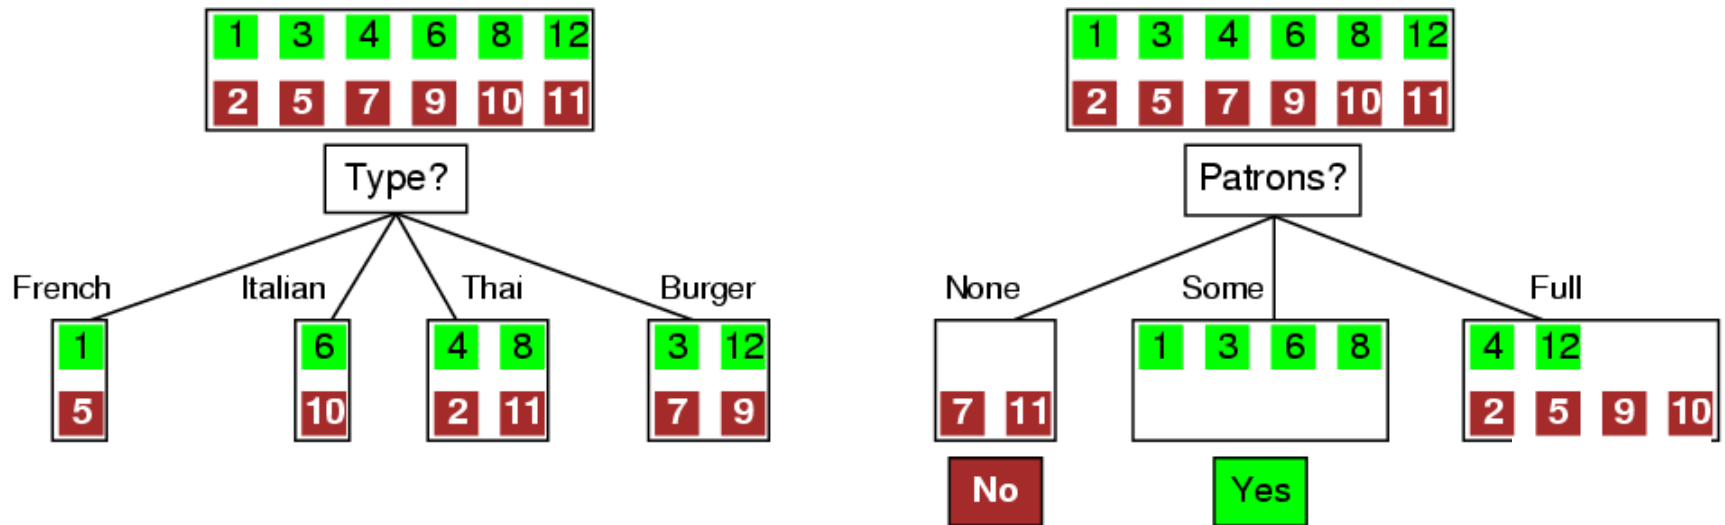 1 3 4 6 8 12
2 5 7 9 10 11
Type?
French Italian Thai Burger
1 6 4 8 3 12
5 10 2 11 7 9
1 3 4 6 8 12
2 5 7 9 10 11
Patrons?
None Some Full
1 3 6 8 4 12
7 11 2 5 9 10
No Yes